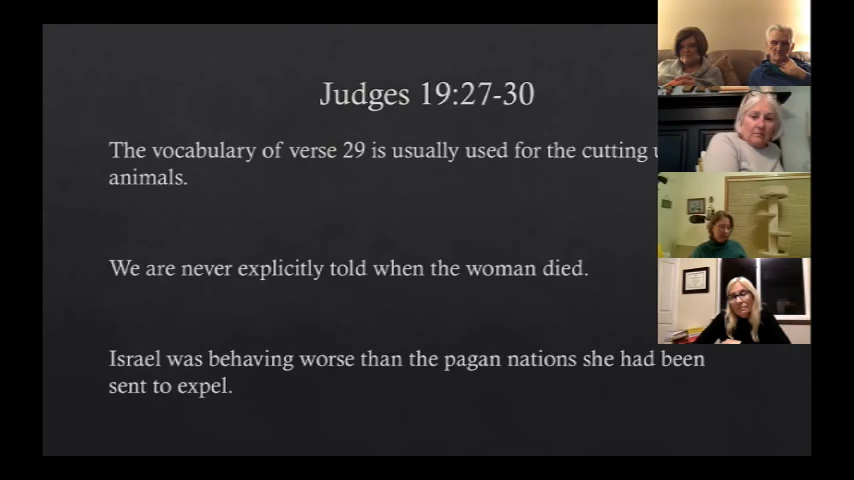 Judges 19:27-30
The vocabulary of verse 29 is usually used for the cutting
animals.
We are never explicitly told when the woman died.
Israel was behaving worse than the pagan nations she had been
sent to expel.